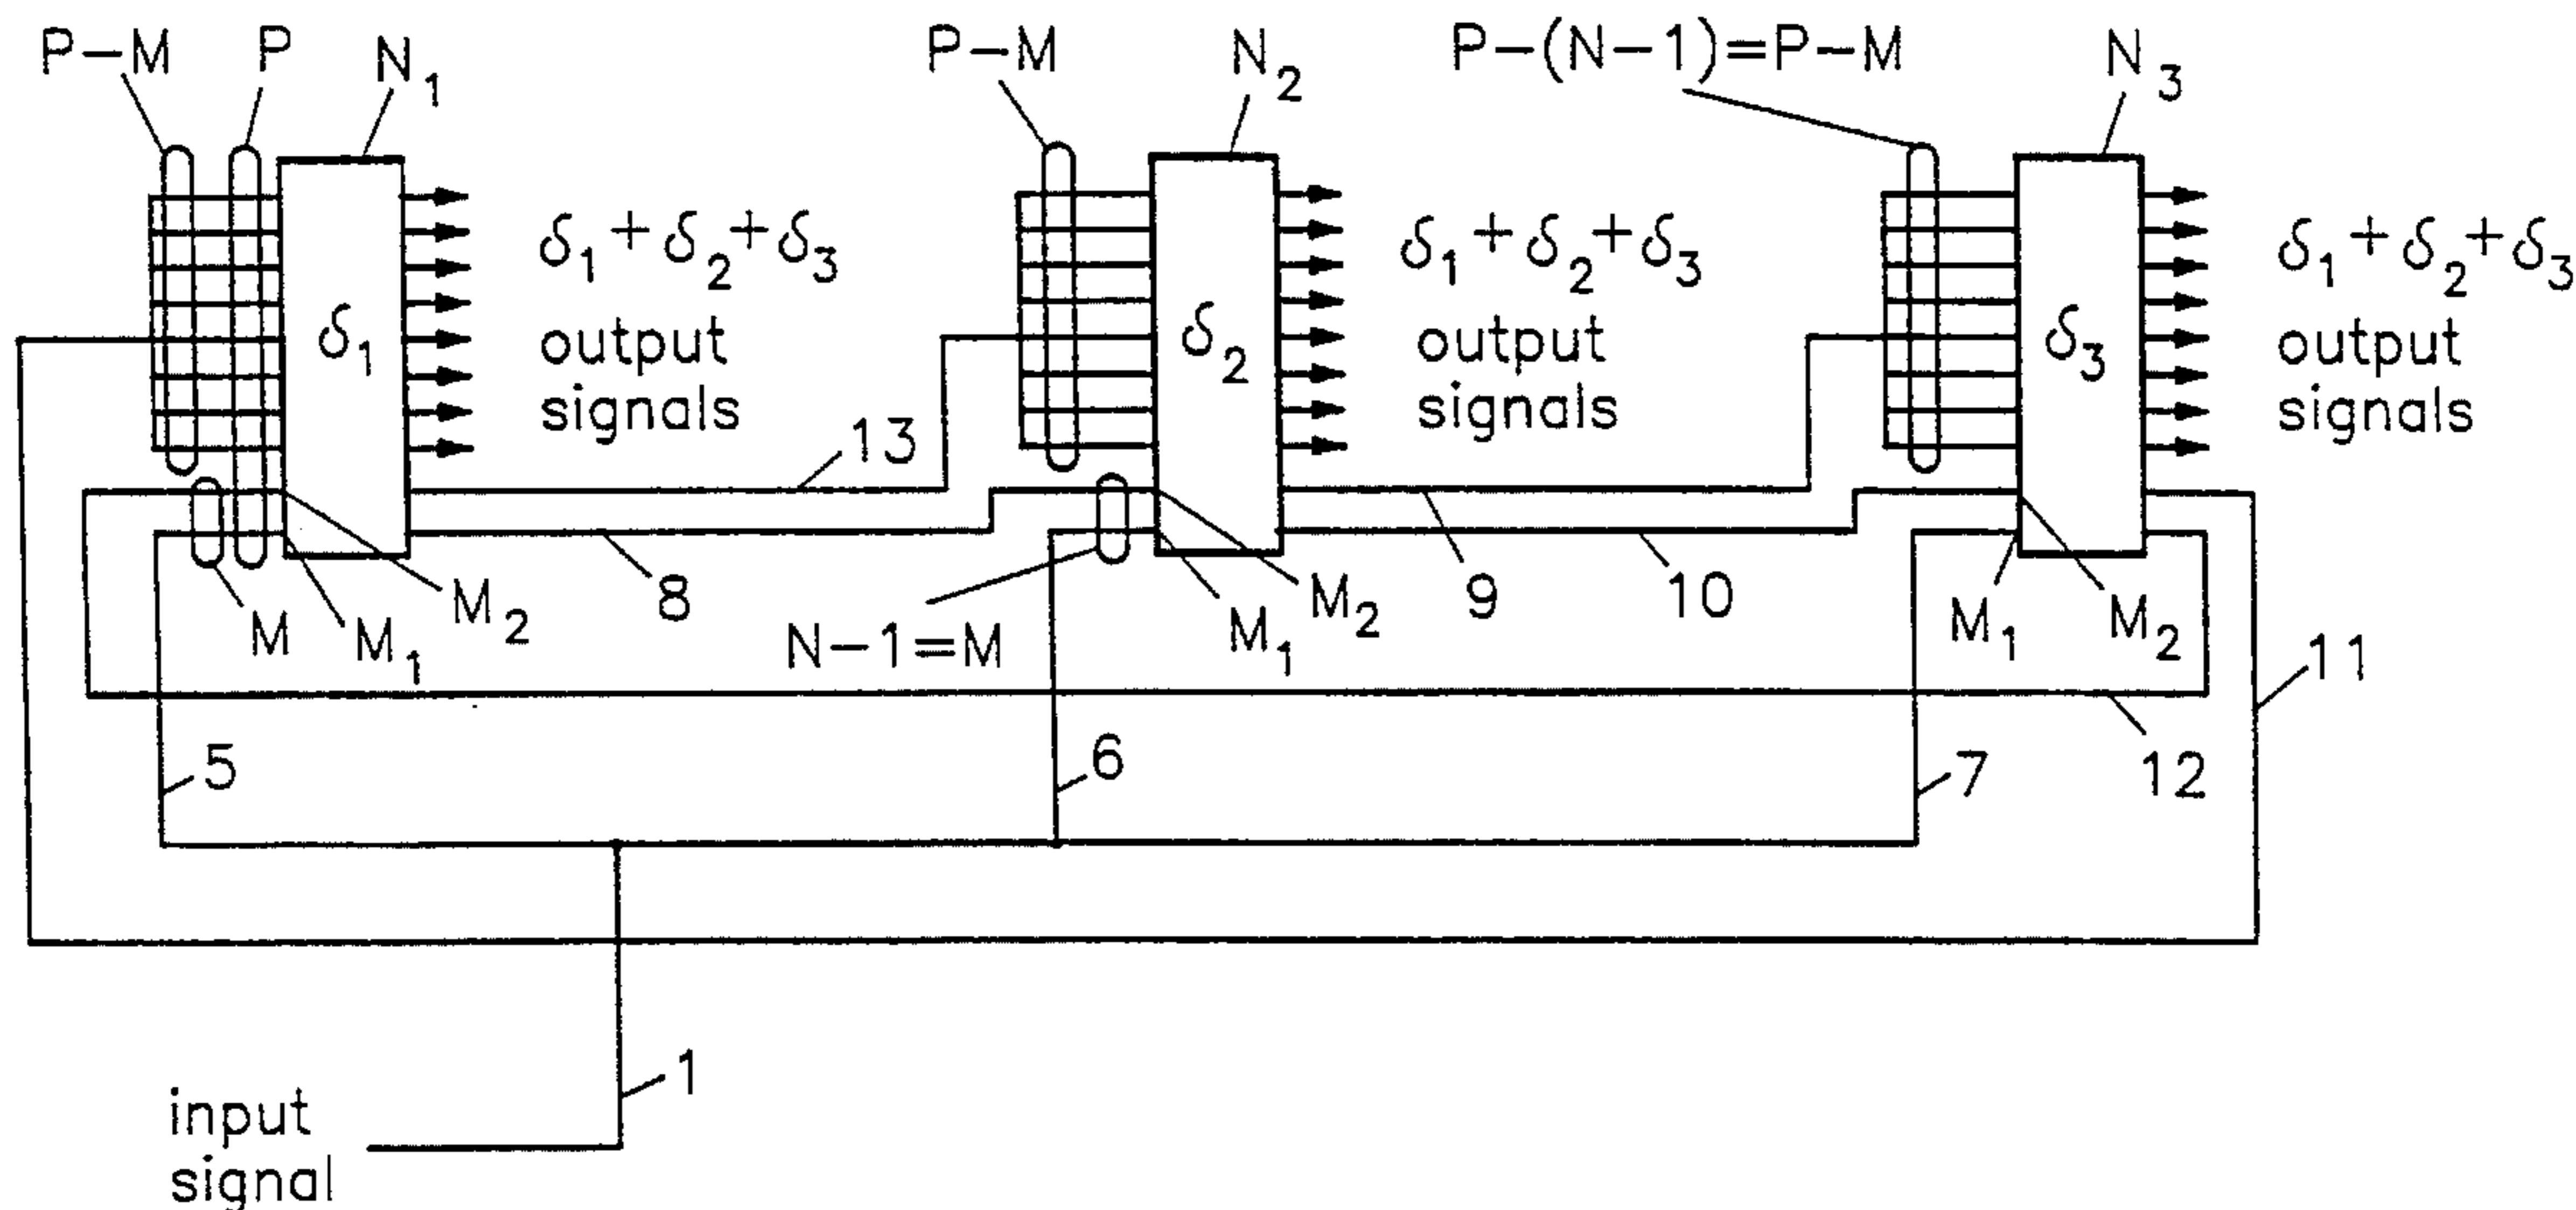 P-M P N₁ P-M N₂ P-(N-1)=P-M N₃
δ₁+δ₂+δ₃
output
signals
δ₁+δ₂+δ₃
output
signals
δ₁+δ₂+δ₃
output
signals
δ₁ δ₂ δ₃
13
M M₁ M₂ 8 N-1=M M₁ M₂ 9 10 M₁ M₂ 11
5 6 7 12
1
input
signal